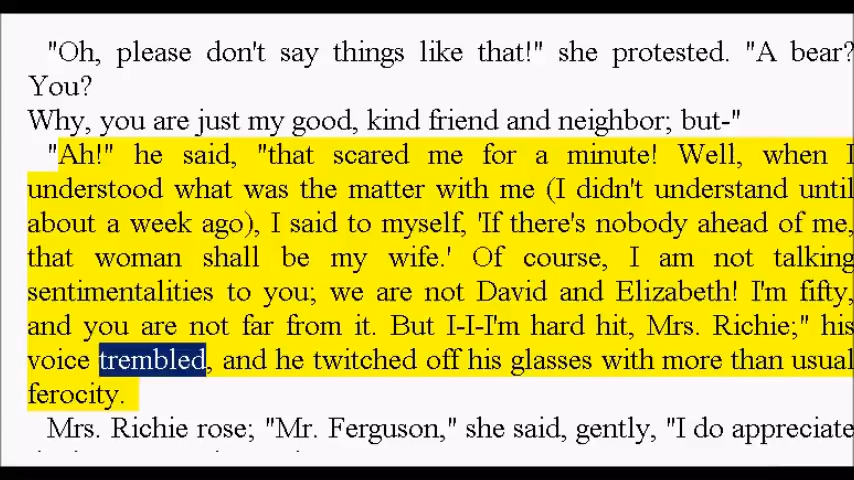 "Oh, please don't say things like that!" she protested. "A bear?
You?
Why, you are just my good, kind friend and neighbor; but-"
"Ah!" he said, "that scared me for a minute! Well, when I
understood what was the matter with me (I didn't understand until
about a week ago), I said to myself, 'If there's nobody ahead of me,
that woman shall be my wife.' Of course, I am not talking
sentimentalities to you; we are not David and Elizabeth! I'm fifty,
and you are not far from it. But I-I-I'm hard hit, Mrs. Richie;" his
voice trembled, and he twitched off his glasses with more than usual
ferocity.
Mrs. Richie rose; "Mr. Ferguson," she said, gently, "I do appreciate